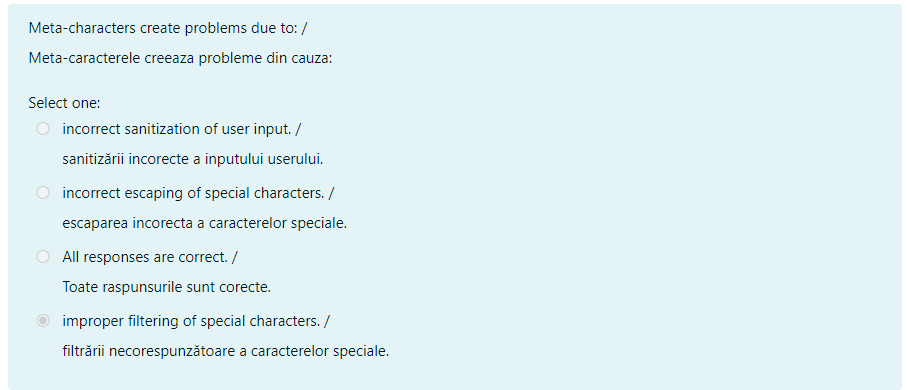 Meta-characters create problems due to: /
Meta-caracterele creeaza probleme din cauza:
Select one:
incorrect sanitization of user input. /
sanitizării incorecte a inputului userului.
incorrect escaping of special characters. /
escaparea incorecta a caracterelor speciale.
All responses are correct. /
Toate raspunsurile sunt corecte.
improper filtering of special characters. /
filtrării necorespunzătoare a caracterelor speciale.